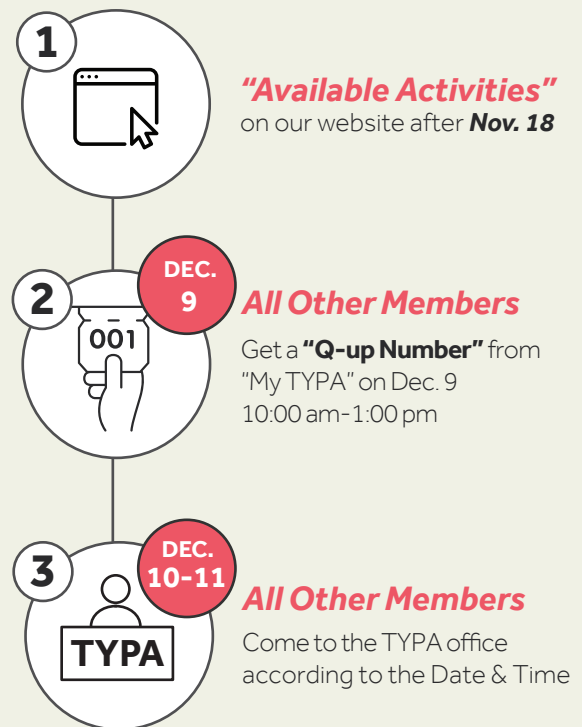 1
“Available Activities”
on our website after Nov. 18
2
DEC.
9
001
All Other Members
Get a “Q-up Number” from
“My TYPA” on Dec. 9
10:00 am-1:00 pm
3
DEC.
10-11
TYPA
All Other Members
Come to the TYPA office
according to the Date & Time